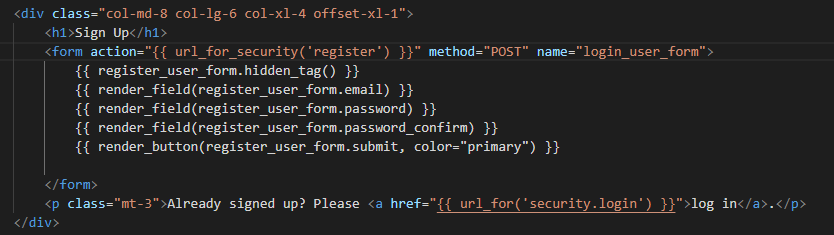 <div class="col-md-8 col-lg-6 col-xl-4 offset-xl-1">
<h1>Sign Up</h1>
<form action="{{ url_for_security('register') }}" method="POST" name="login_user_form">
{{ register_user_form.hidden_tag() }}
{{ render_field(register_user_form.email) }}
{{ render_field(register_user_form.password) }}
{{ render_field(register_user_form.password_confirm) }}
{{ render_button(register_user_form.submit, color="primary") }}
</form>
<p class="mt-3">Already signed up? Please <a href="{{ url_for('security.login') }}">log in</a>.</p>
</div>